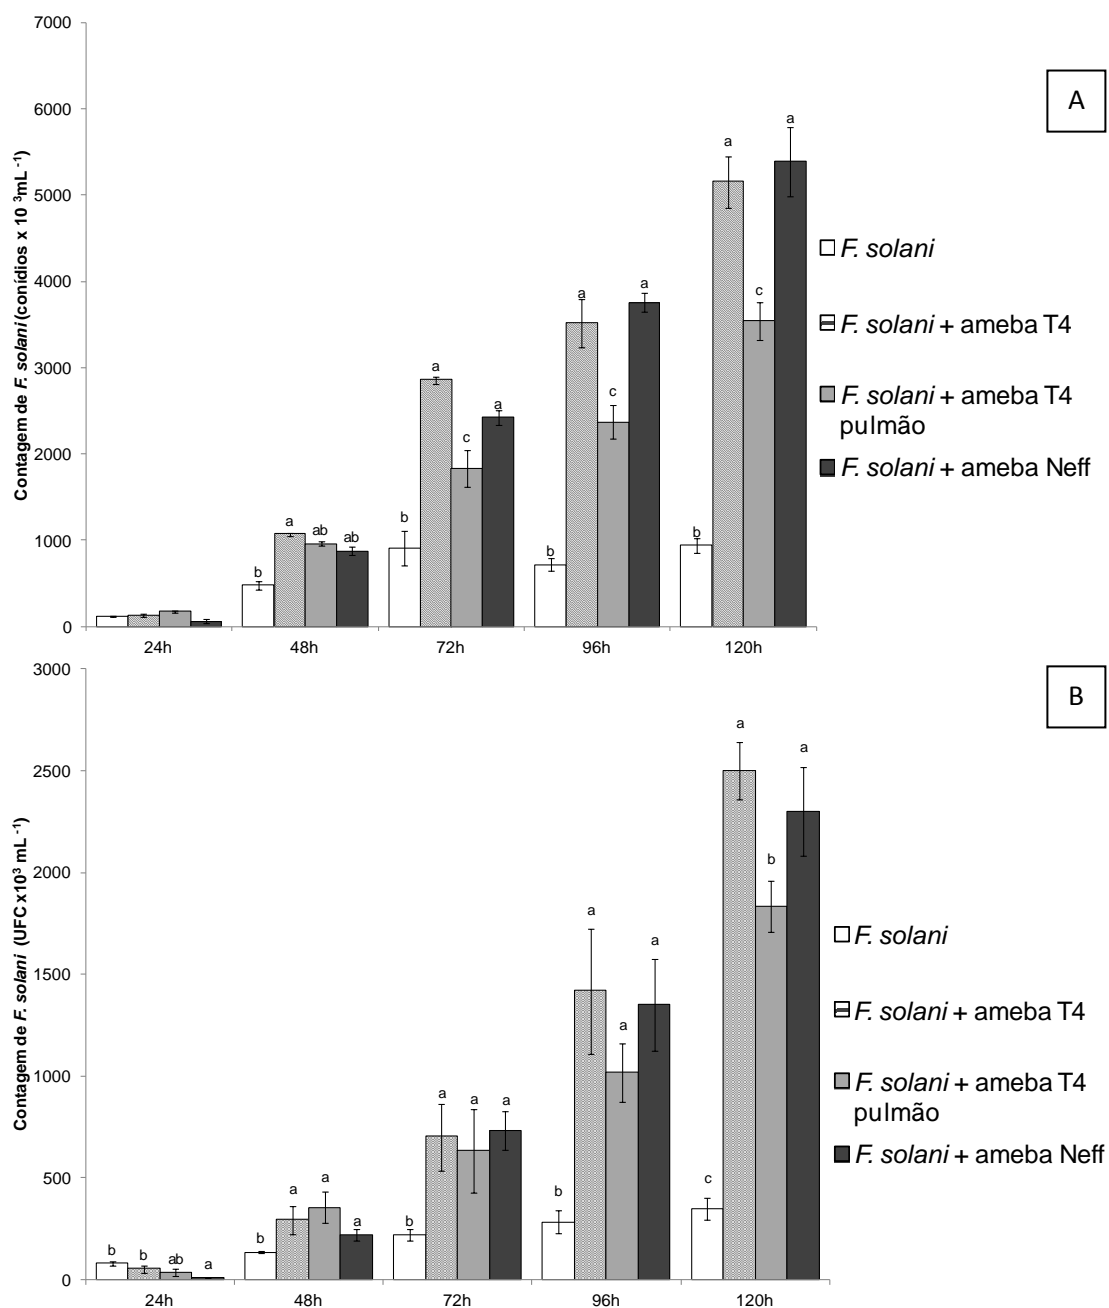 A
Contagem de F. solani (conídios x 10 ³mL -¹)
7000
6000
5000
4000
3000
2000
1000
0
a
a
a
a
a
a
c
a
c
c
a
ab
ab
b
b
b
b
24h
48h
72h
96h
120h
F. solani
F. solani + ameba T4
F. solani + ameba T4
pulmão
F. solani + ameba Neff
B
Contagem de F. solani (UFC x10³ mL -¹)
3000
2500
2000
1500
1000
500
0
b
b
ab
a
b
a
a
a
b
a
a
a
b
a
a
a
c
a
b
a
24h
48h
72h
96h
120h
F. solani
F. solani + ameba T4
F. solani + ameba T4
pulmão
F. solani + ameba Neff